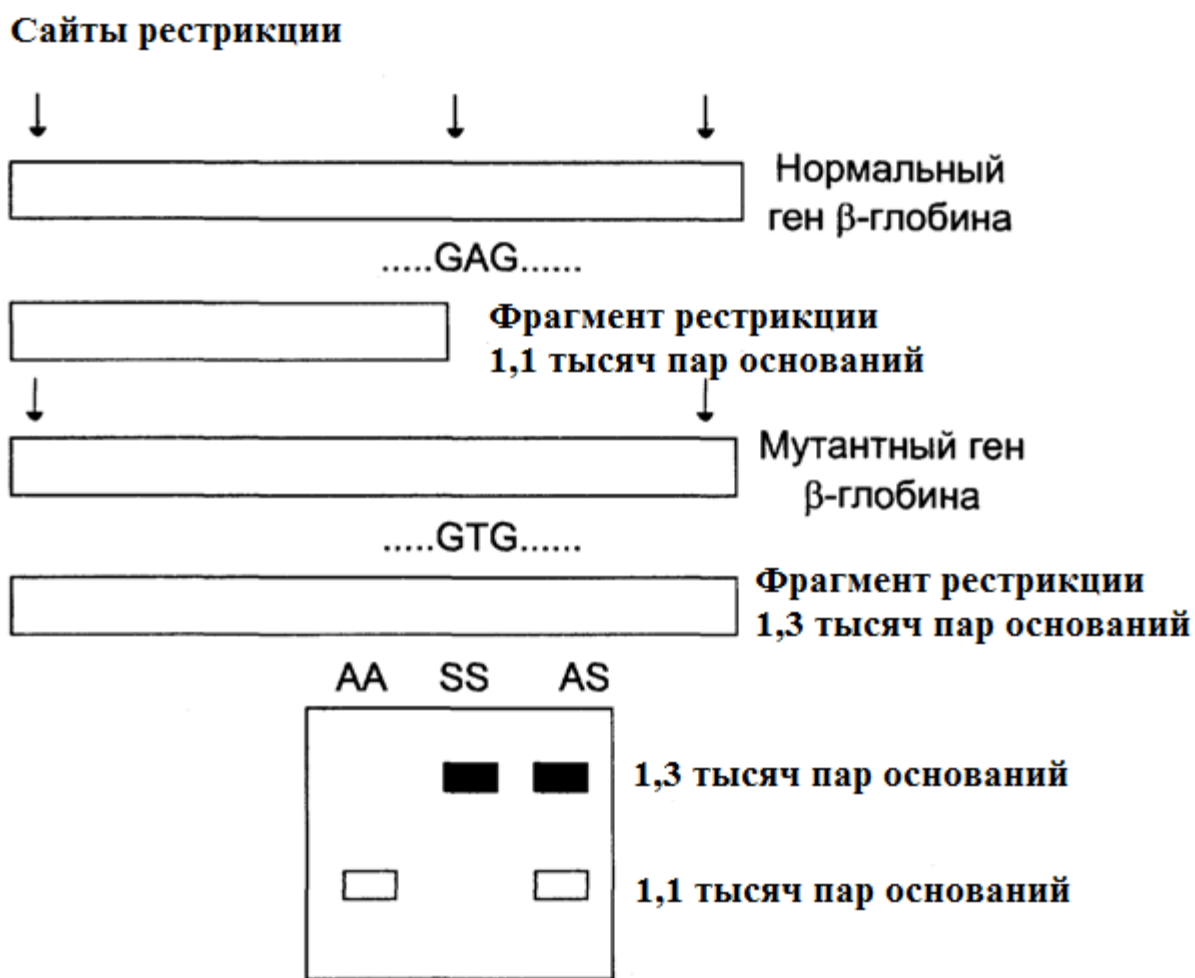 Сайты рестрикции
Нормальный
ген β-глобина
.....GAG......
Фрагмент рестрикции
1,1 тысяч пар оснований
Мутантный ген
β-глобина
.....GTG......
Фрагмент рестрикции
1,3 тысяч пар оснований
AA SS AS
1,3 тысяч пар оснований
1,1 тысяч пар оснований